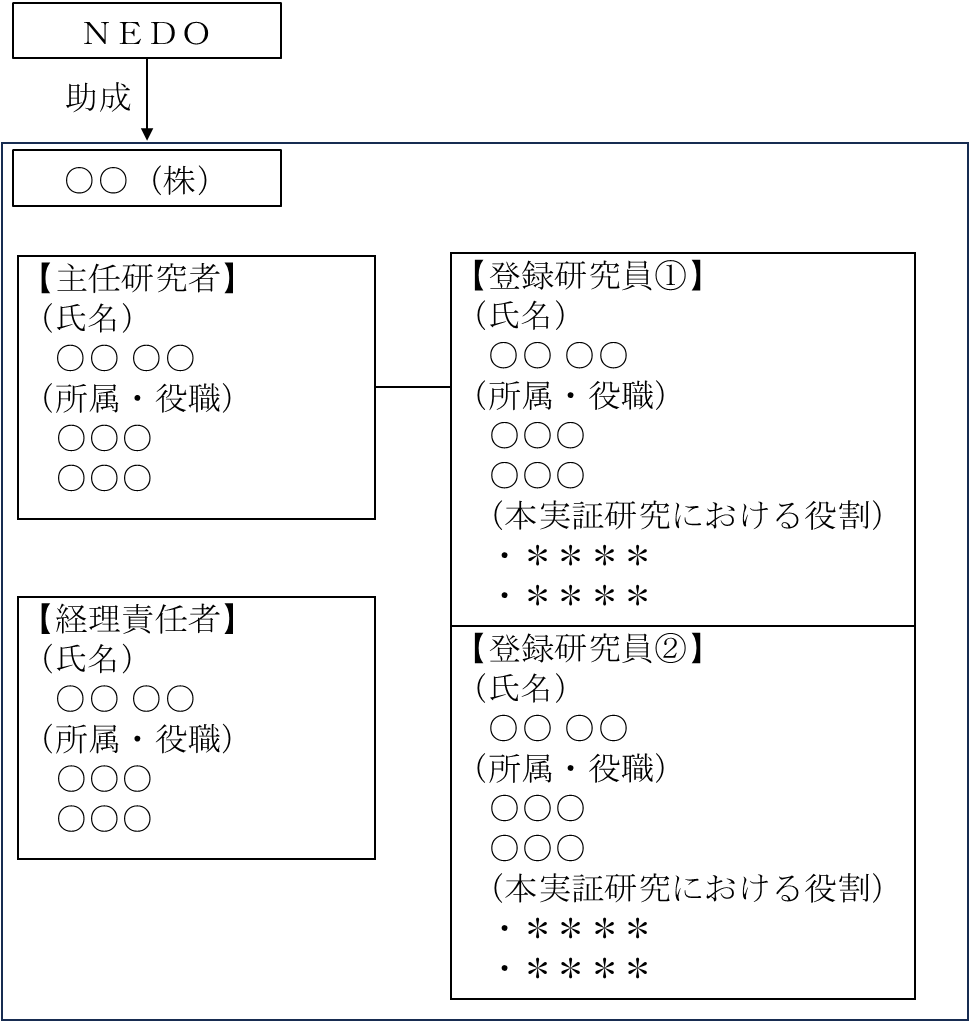 ＮＥＤＯ
助成
○○（株）
【主任研究者】
（氏名）
○○ ○○
（所属・役職）
○○○
○○○
【経理責任者】
（氏名）
○○ ○○
（所属・役職）
○○○
○○○
【登録研究員①】
（氏名）
○○ ○○
（所属・役職）
○○○
○○○
（本実証研究における役割）
・＊＊＊＊
・＊＊＊＊
【登録研究員②】
（氏名）
○○ ○○
（所属・役職）
○○○
○○○
（本実証研究における役割）
・＊＊＊＊
・＊＊＊＊